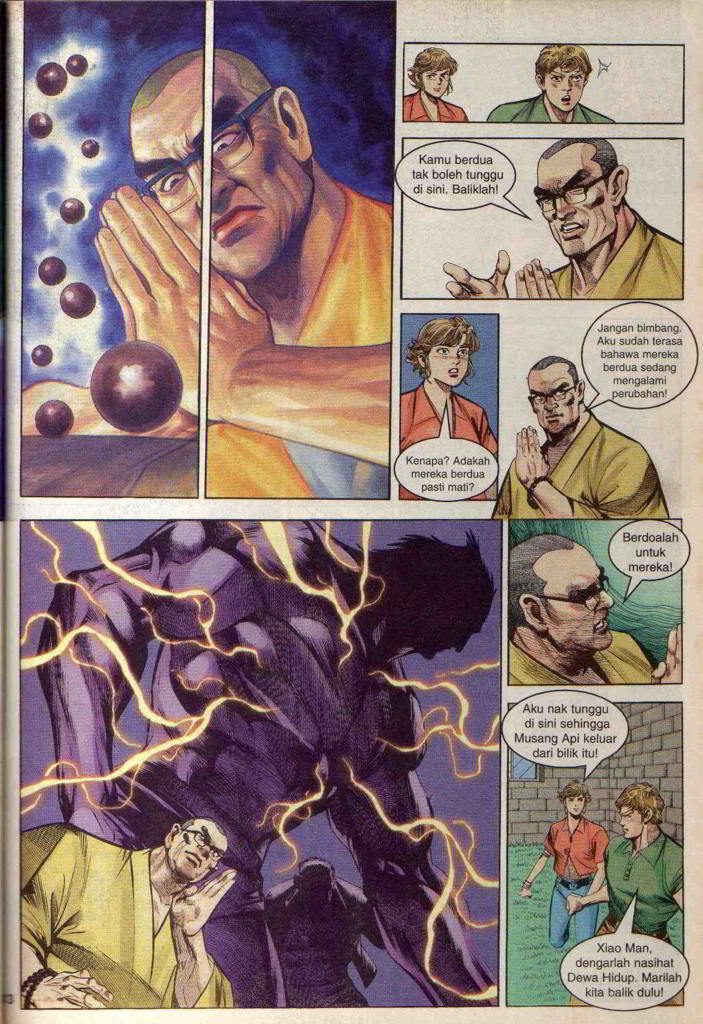 Kamu berdua
tak boleh tunggu
di sini. Baliklah!
Jangan bimbang.
Aku sudah terasa
bahawa mereka
berdua sedang
mengalami
perubahan!
Kenapa? Adakah
mereka berdua
pasti mati?
Berdoalah
untuk
mereka!
Aku nak tunggu
di sini sehingga
Musang Api keluar
dari bilik itu!
Xiao Man,
dengarlah nasihat
Dewa Hidup. Marilah
kita balik dulu!